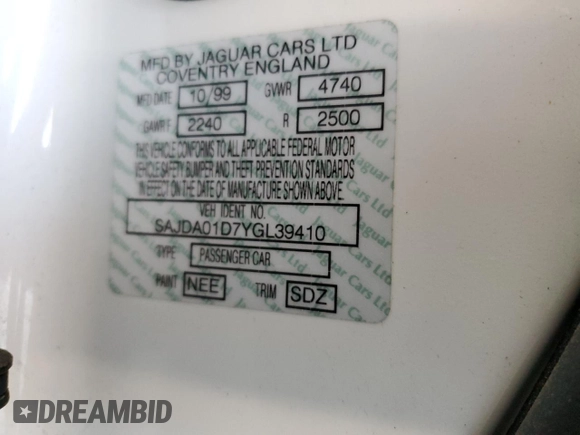 MFD BY JAGUAR CARS LTD
COVENTRY ENGLAND
MFD DATE 10/99 GVWR 4740
GAWR F 2240 R 2500
THIS VEHICLE CONFORMS TO ALL APPLICABLE FEDERAL MOTOR
VEHICLE SAFETY BUMPER AND THEFT PREVENTION STANDARDS
IN EFFECT ON THE DATE OF MANUFACTURE SHOWN ABOVE.
VEH IDENT NO.
SAJDA01D7YGL39410
TYPE PASSENGER CAR
PAINT NEE TRIM SDZ
DREAMBID